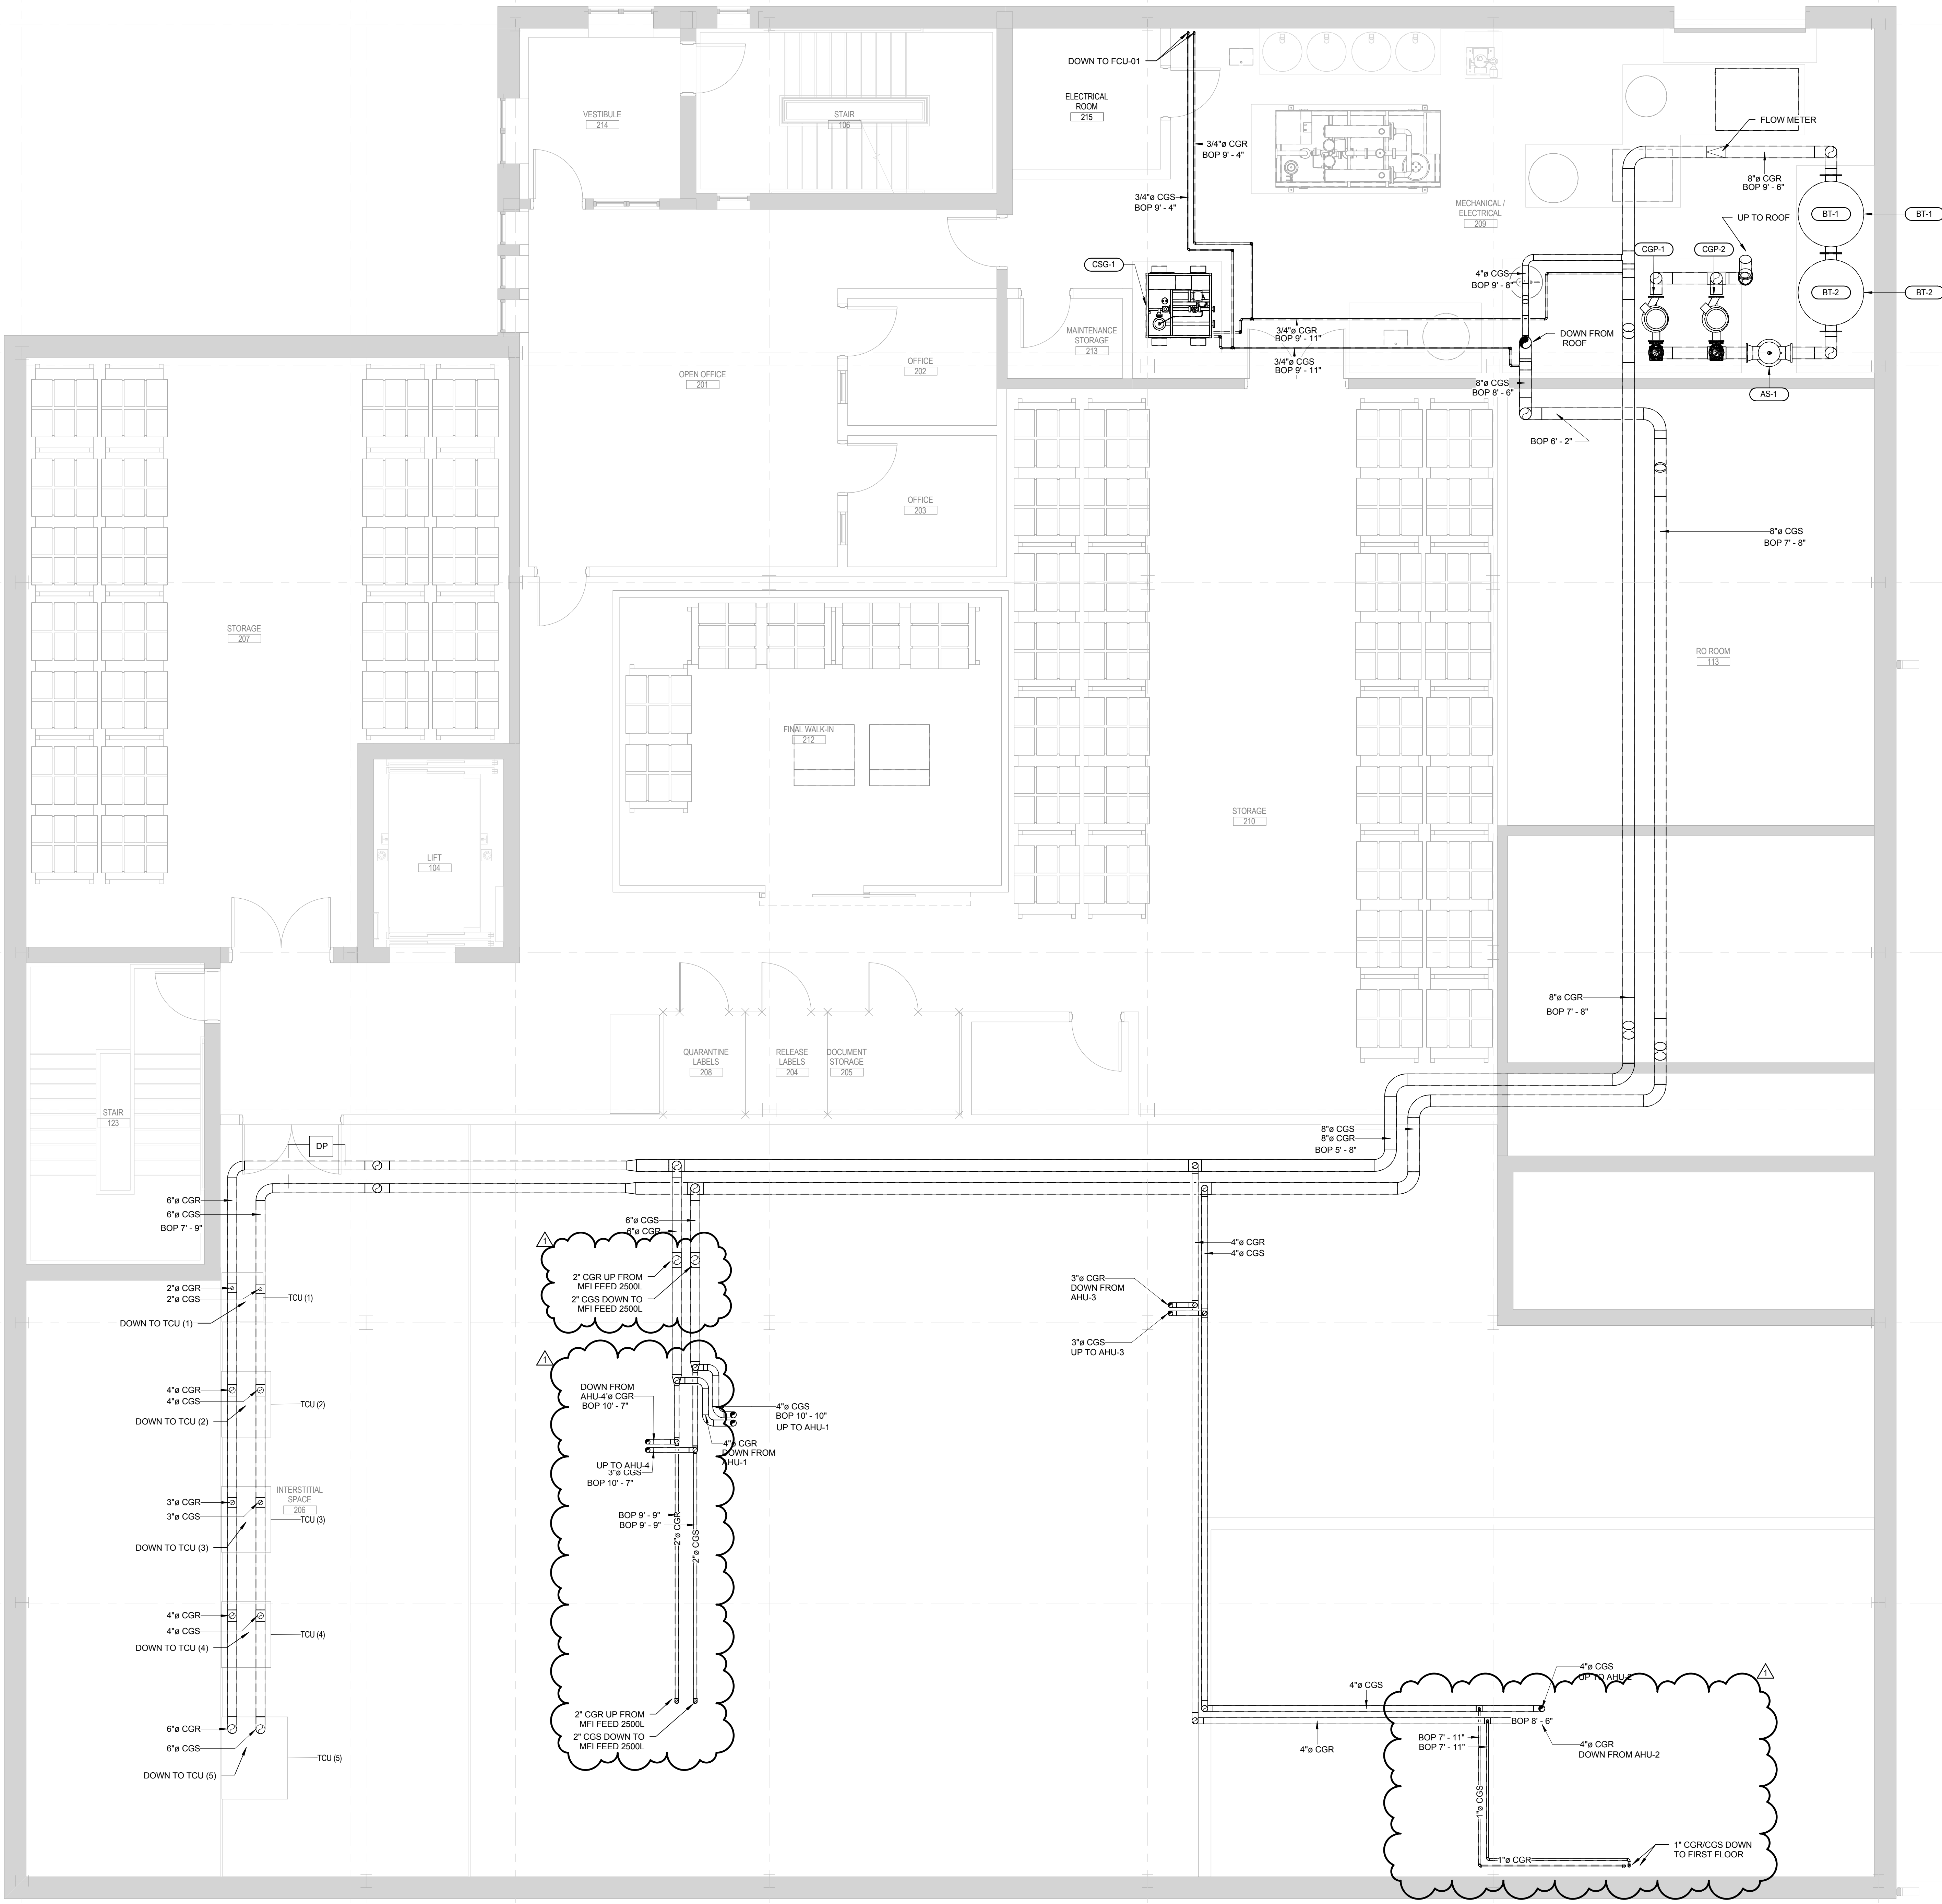 DOWN TO FCU-01
ELECTRICAL
ROOM
215
VESTIBULE
214
STAIR
106
FLOW METER
3/4"ø CGR
BOP 9' - 4"
8"ø CGR
BOP 9' - 6"
3/4"ø CGS
BOP 9' - 4"
MECHANICAL /
ELECTRICAL
209
BT-1
BT-1
UP TO ROOF
CGP-1
CGP-2
CSG-1
4"ø CGS
BOP 9' - 8"
BT-2
BT-2
MAINTENANCE
STORAGE
213
3/4"ø CGR
BOP 9' - 11"
3/4"ø CGS
BOP 9' - 11"
DOWN FROM
ROOF
OFFICE
202
OPEN OFFICE
201
8"ø CGS
BOP 8' - 6"
AS-1
BOP 6' - 2"
OFFICE
203
8"ø CGS
BOP 7' - 8"
STORAGE
207
RO ROOM
113
FINAL WALK-IN
212
STORAGE
210
LIFT
104
8"ø CGR
BOP 7' - 8"
QUARANTINE
LABELS
208
RELEASE
LABELS
204
DOCUMENT
STORAGE
205
STAIR
123
DP
8"ø CGS
8"ø CGR
BOP 5' - 8"
6"ø CGR
6"ø CGS
BOP 7' - 9"
6"ø CGS
6"ø CGR
1
4"ø CGR
4"ø CGS
2" CGR UP FROM
MFI FEED 2500L
2" CGS DOWN TO
MFI FEED 2500L
3"ø CGR
DOWN FROM
AHU-3
3"ø CGS
UP TO AHU-3
2"ø CGR
2"ø CGS
TCU (1)
DOWN TO TCU (1)
1
DOWN FROM
AHU-4'ø CGR
BOP 10' - 7"
4"ø CGS
BOP 10' - 10"
UP TO AHU-1
4"ø CGR
DOWN FROM
AHU-1
UP TO AHU-4
3"ø CGS
BOP 10' - 7"
4"ø CGR
4"ø CGS
TCU (2)
DOWN TO TCU (2)
INTERSTITIAL
SPACE
206
3"ø CGR
3"ø CGS
TCU (3)
DOWN TO TCU (3)
BOP 9' - 9"
BOP 9' - 9"
2"ø CGR
2"ø CGS
4"ø CGR
4"ø CGS
TCU (4)
DOWN TO TCU (4)
2" CGR UP FROM
MFI FEED 2500L
2" CGS DOWN TO
MFI FEED 2500L
6"ø CGR
6"ø CGS
TCU (5)
DOWN TO TCU (5)
4"ø CGS
4"ø CGR
1
4"ø CGS
UP TO AHU-2
BOP 8' - 6"
BOP 7' - 11"
BOP 7' - 11"
4"ø CGR
DOWN FROM AHU-2
1"ø CGS
1"ø CGR
1" CGR/CGS DOWN
TO FIRST FLOOR